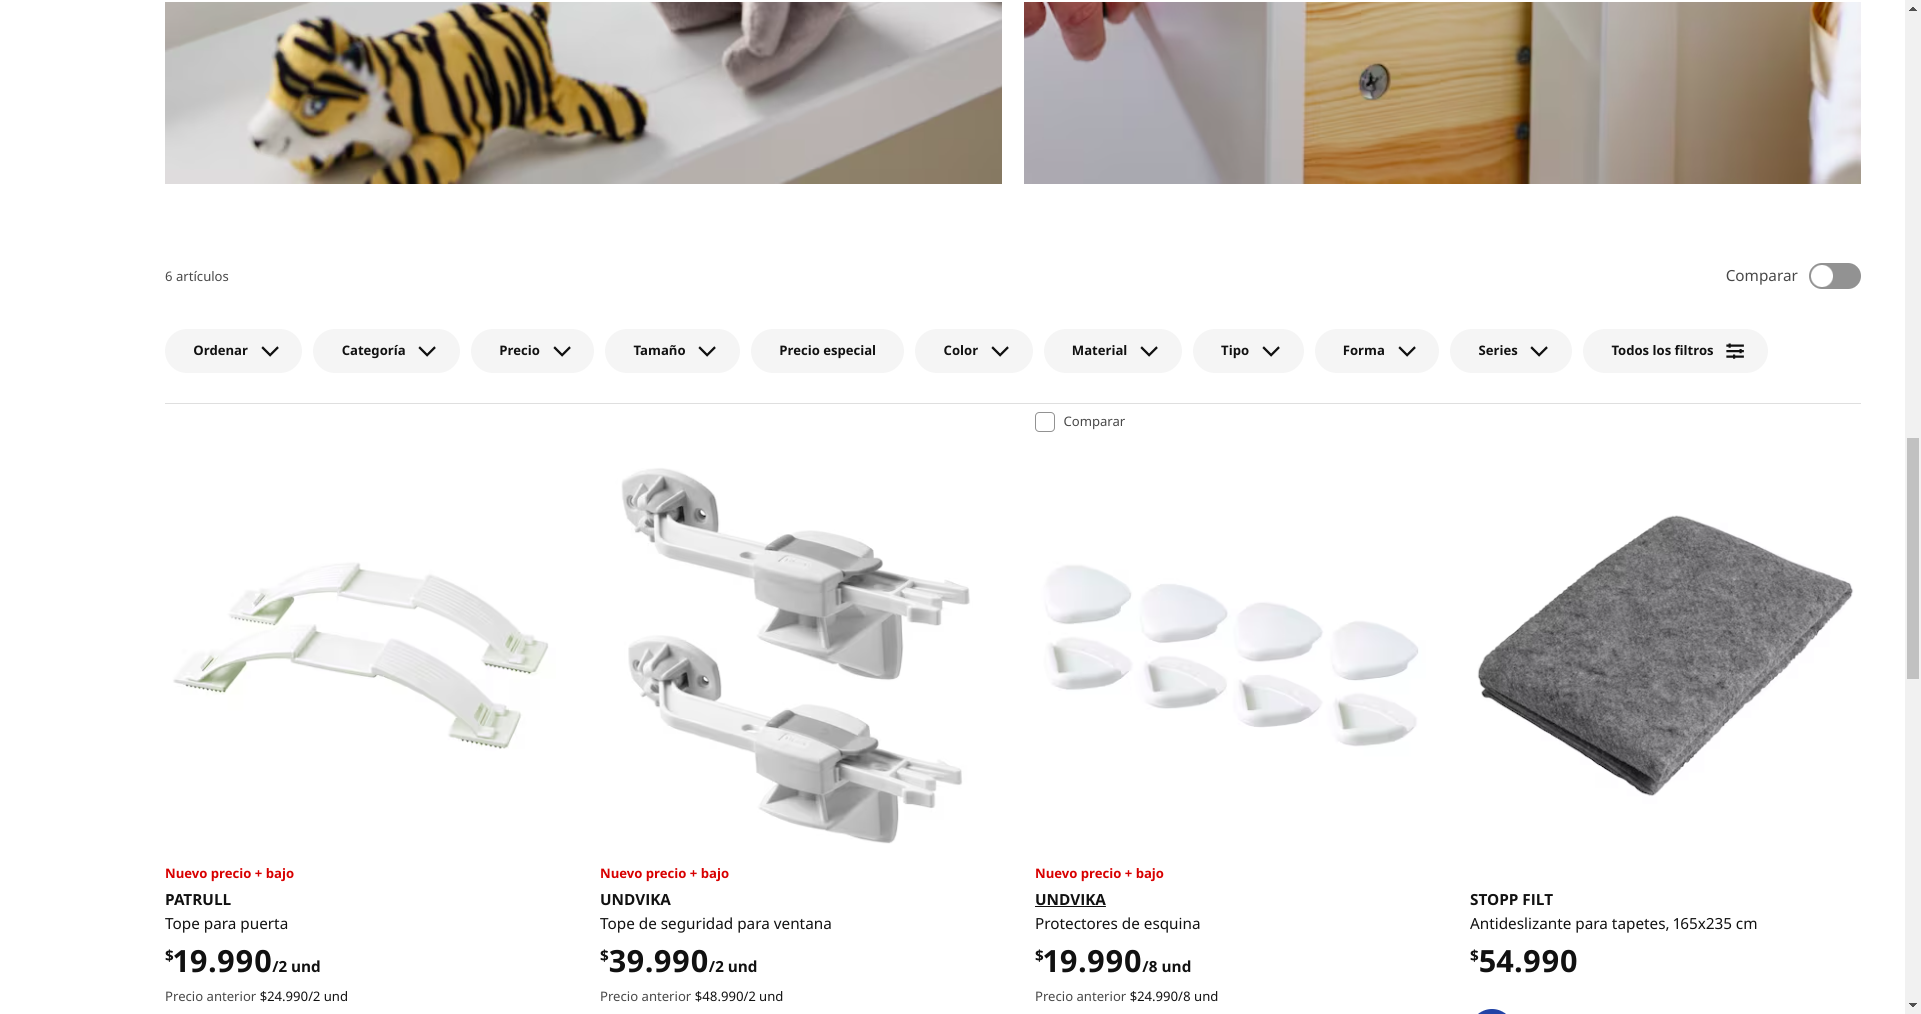 6 artículos
Comparar
Ordenar
Categoría
Precio
Tamaño
Precio especial
Color
Material
Tipo
Forma
Series
Todos los filtros
Comparar
Nuevo precio + bajo
PATRULL
Tope para puerta
$19.990/2 und
Precio anterior $24.990/2 und
Nuevo precio + bajo
UNDVIKA
Tope de seguridad para ventana
$39.990/2 und
Precio anterior $48.990/2 und
Nuevo precio + bajo
UNDVIKA
Protectores de esquina
$19.990/8 und
Precio anterior $24.990/8 und
STOPP FILT
Antideslizante para tapetes, 165x235 cm
$54.990